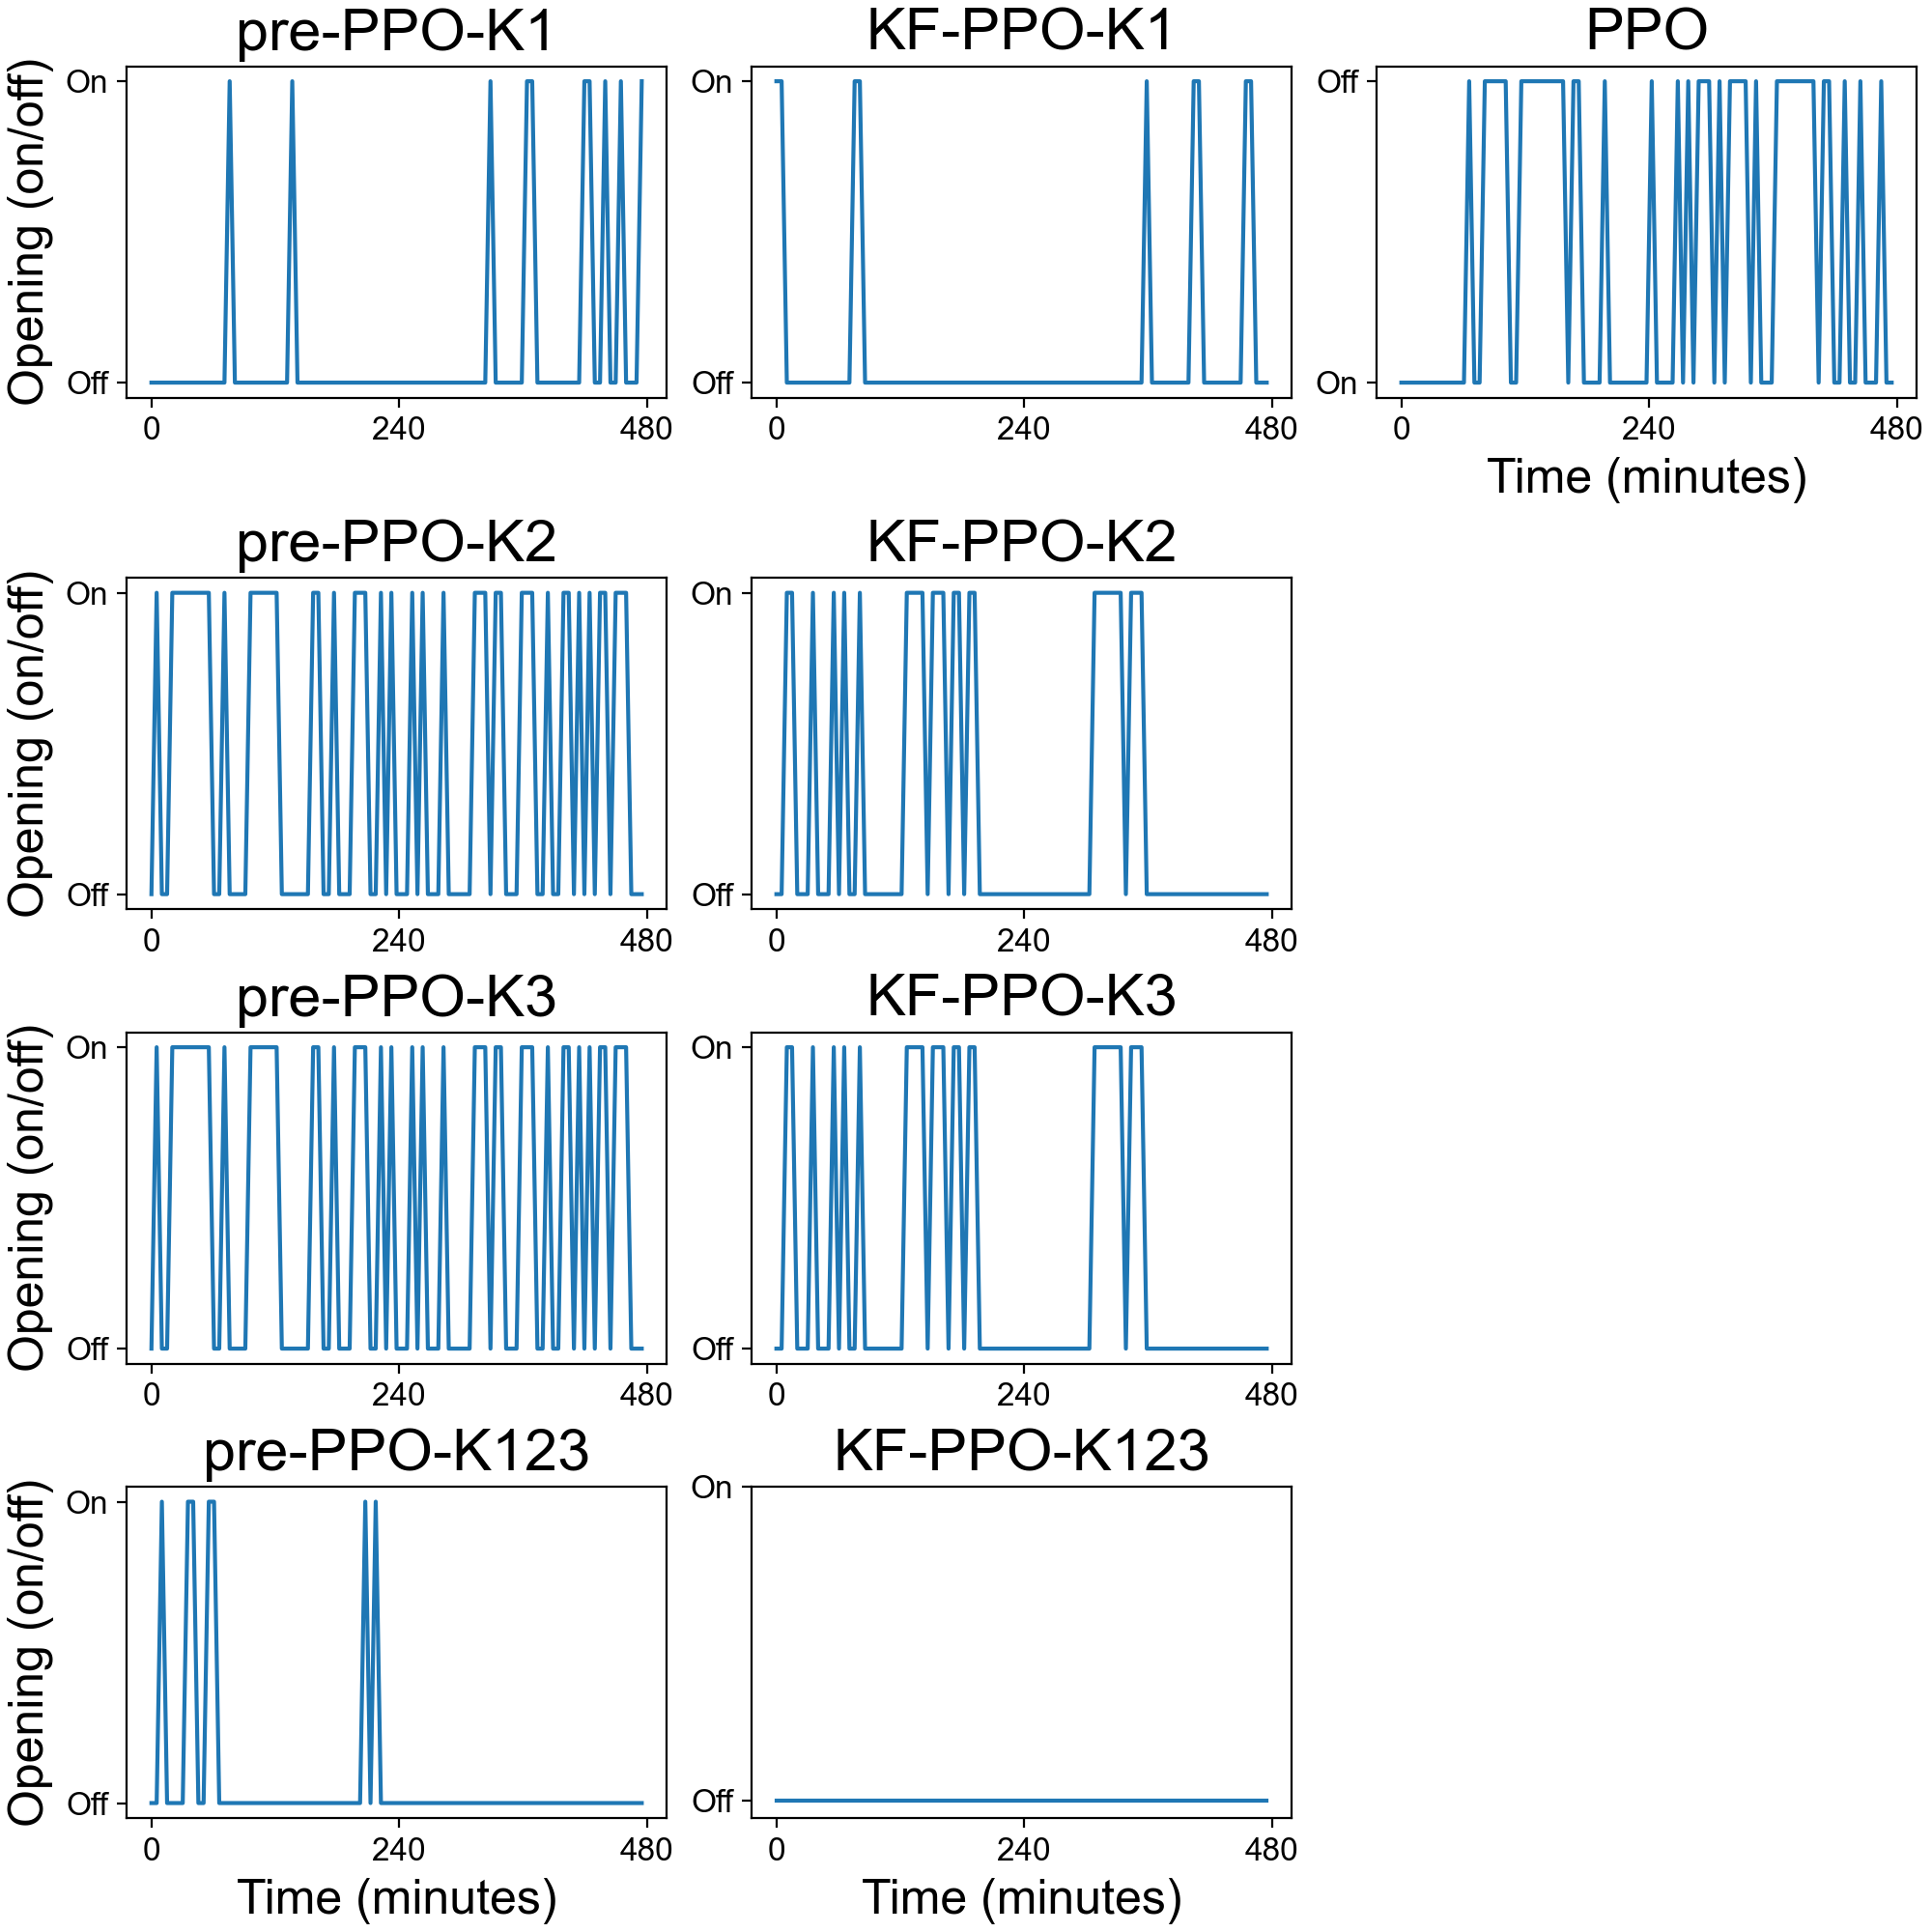 pre-PPO-K1
KF-PPO-K1
PPO
Opening (on/off)
On
Off
0
240
480
On
Off
0
240
480
Off
On
0
240
480
Time (minutes)
pre-PPO-K2
KF-PPO-K2
Opening (on/off)
On
Off
0
240
480
On
Off
0
240
480
pre-PPO-K3
KF-PPO-K3
Opening (on/off)
On
Off
0
240
480
On
Off
0
240
480
pre-PPO-K123
KF-PPO-K123
Opening (on/off)
On
Off
0
240
480
Time (minutes)
On
Off
0
240
480
Time (minutes)